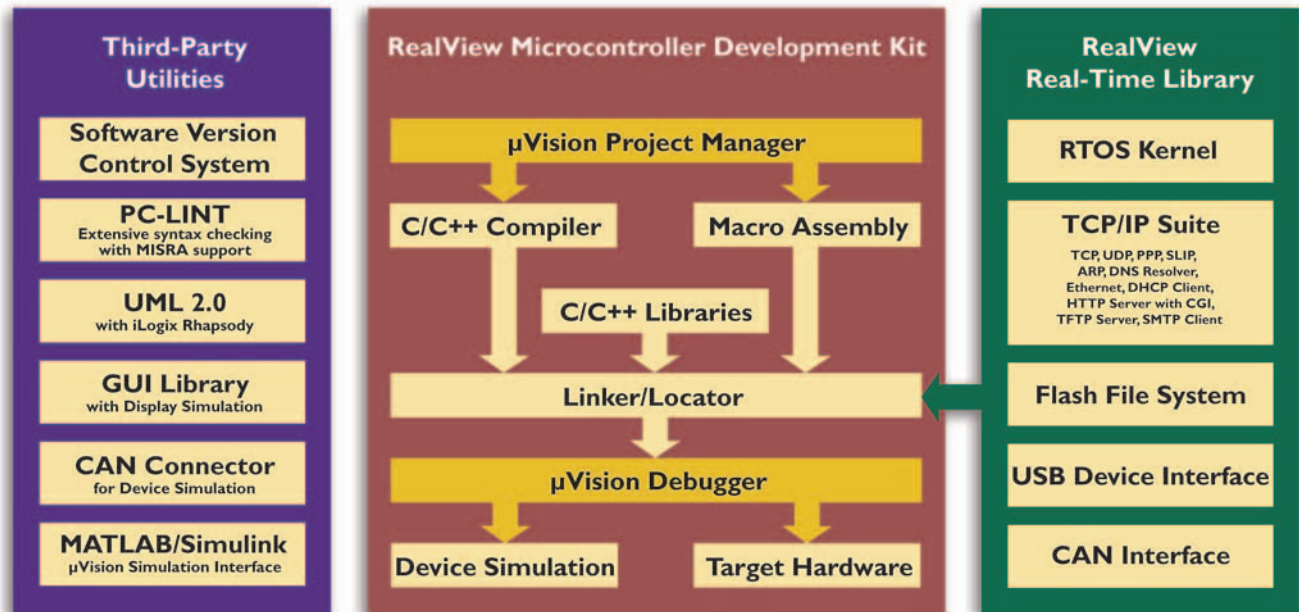 Third-Party
Utilities
Software Version
Control System
PC-LINT
Extensive syntax checking
with MISRA support
UML 2.0
with iLogix Rhapsody
GUI Library
with Display Simulation
CAN Connector
for Device Simulation
MATLAB/Simulink
µVision Simulation Interface
RealView Microcontroller Development Kit
µVision Project Manager
C/C++ Compiler
Macro Assembly
C/C++ Libraries
Linker/Locator
µVision Debugger
Device Simulation
Target Hardware
RealView
Real-Time Library
RTOS Kernel
TCP/IP Suite
TCP, UDP, PPP, SLIP,
ARP, DNS Resolver,
Ethernet, DHCP Client,
HTTP Server with CGI,
TFTP Server, SMTP Client
Flash File System
USB Device Interface
CAN Interface